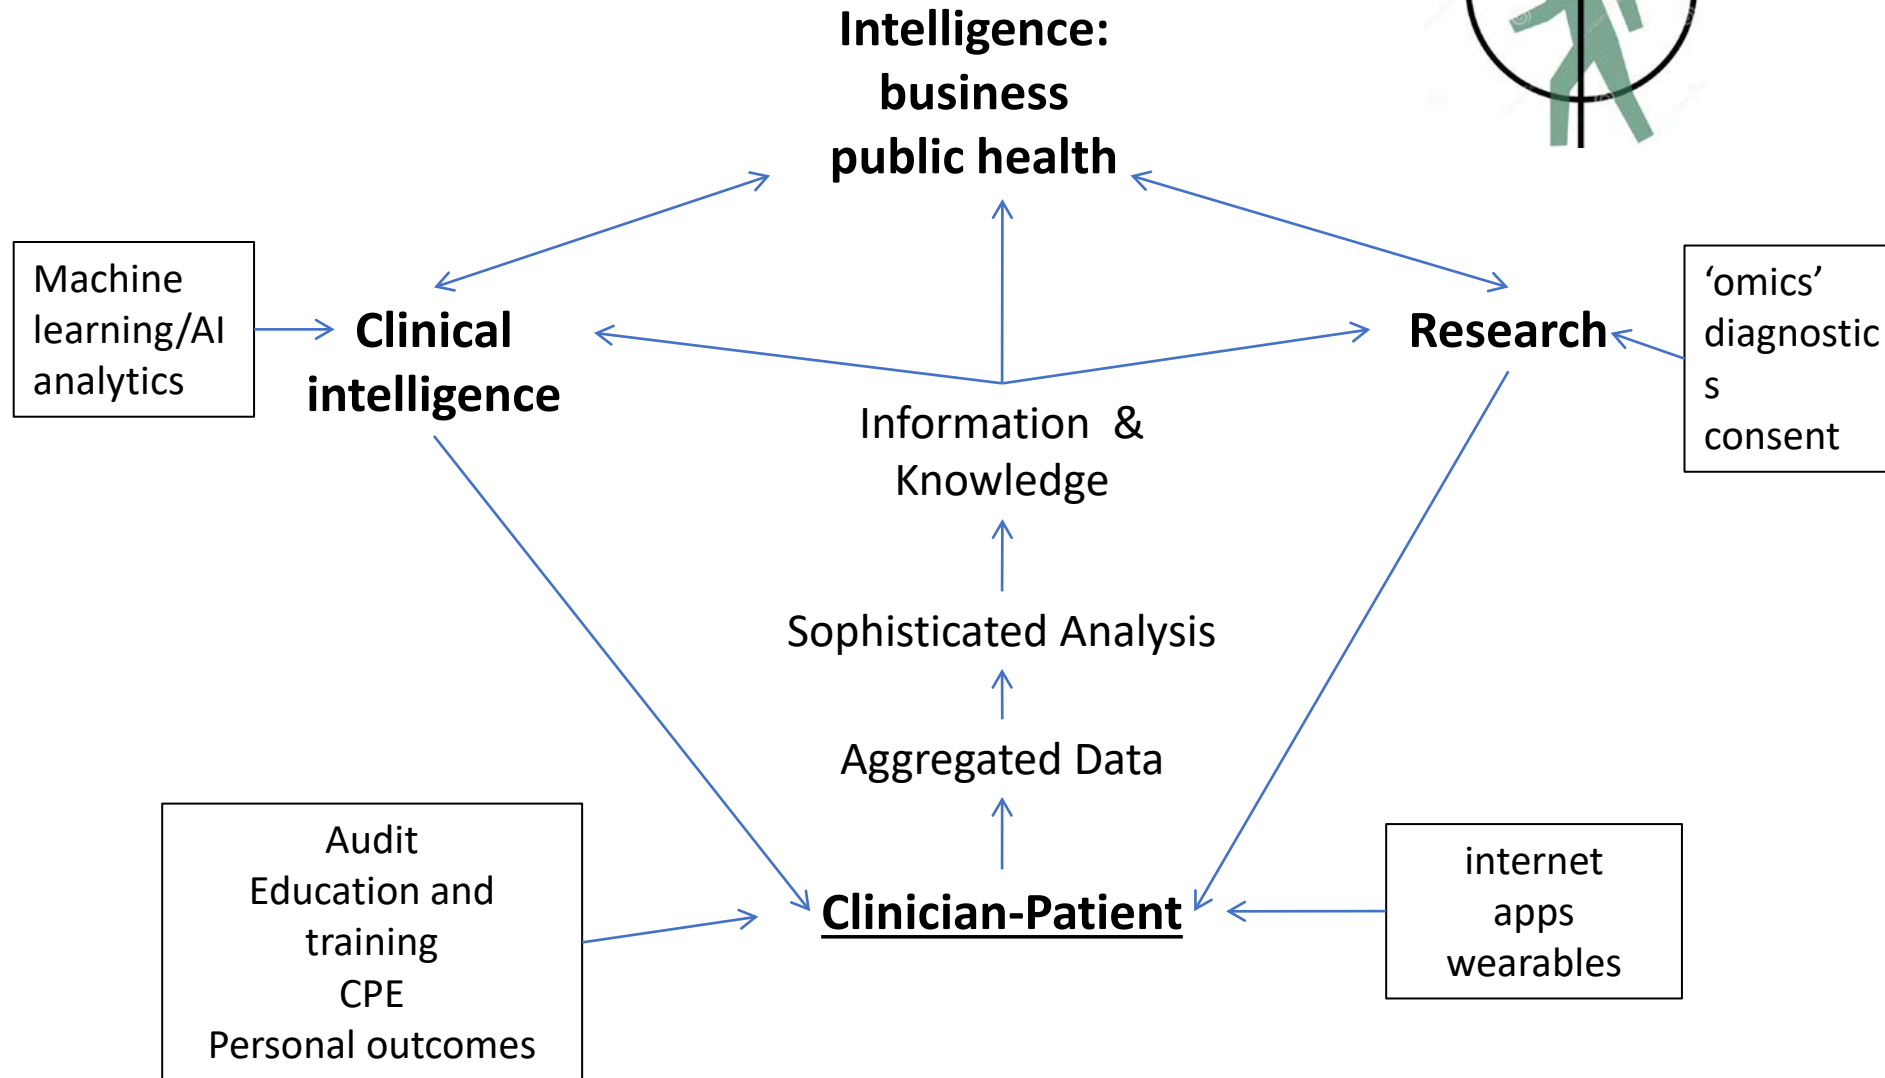 Intelligence:
business
public health
Machine
learning/AI
analytics
Clinical
intelligence
Research
‘omics’
diagnostic
s
consent
Information &
Knowledge
Sophisticated Analysis
Aggregated Data
Audit
Education and
training
CPE
Personal outcomes
Clinician-Patient
internet
apps
wearables